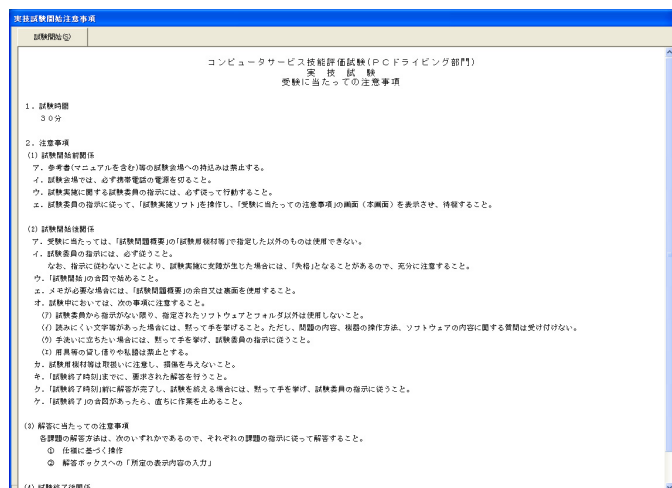 実技試験開始注意事項
試験開始(S)
コンピュータサービス技能評価試験(PCドライビング部門)
実 技 試 験
受験に当たっての注意事項
1．試験時間
30分
2．注意事項
(1) 試験開始前関係
ア．参考書(マニュアルを含む)等の試験会場への持込みは禁止する。
イ．試験会場では、必ず携帯電話の電源を切ること。
ウ．試験実施に関する試験委員の指示には、必ず従って行動すること。
エ．試験委員の指示に従って、「試験実施ソフト」を操作し、「受験に当たっての注意事項」の画面（本画面）を表示させ、待機すること。
(2) 試験開始後関係
ア．受験に当たっては、「試験問題概要」の「試験用機材等」で指定した以外のものは使用できない。
イ．試験委員の指示には、必ず従うこと。
なお、指示に従わないことにより、試験実施に支障が生じた場合には、「失格」となることがあるので、充分に注意すること。
ウ．「試験開始」の合図で始めること。
エ．メモが必要な場合には、「試験問題概要」の余白又は裏面を使用すること。
オ．試験中においては、次の事項に注意すること。
(ｱ) 試験委員から指示がない限り、指定されたソフトウェアとフォルダ以外は使用しないこと。
(ｲ) 読みにくい文字等があった場合には、黙って手を挙げること。ただし、問題の内容、機器の操作方法、ソフトウェアの内容に関する質問は受け付けない。
(ｳ) 手洗いに立ちたい場合には、黙って手を挙げ、試験委員の指示に従うこと。
(ｴ) 用具等の貸し借りや私語は禁止とする。
カ．試験用機材等は取扱いに注意し、損傷を与えないこと。
キ．「試験終了時刻」までに、要求された解答を行うこと。
ク．「試験終了時刻」前に解答が完了し、試験を終える場合には、黙って手を挙げ、試験委員の指示に従うこと。
ケ．「試験終了」の合図があったら、直ちに作業を止めること。
(3) 解答に当たっての注意事項
各課題の解答方法は、次のいずれかであるので、それぞれの課題の指示に従って解答すること。
① 仕様に基づく操作
② 解答ボックスへの「所定の表示内容の入力」
(4) 試験終了後関係